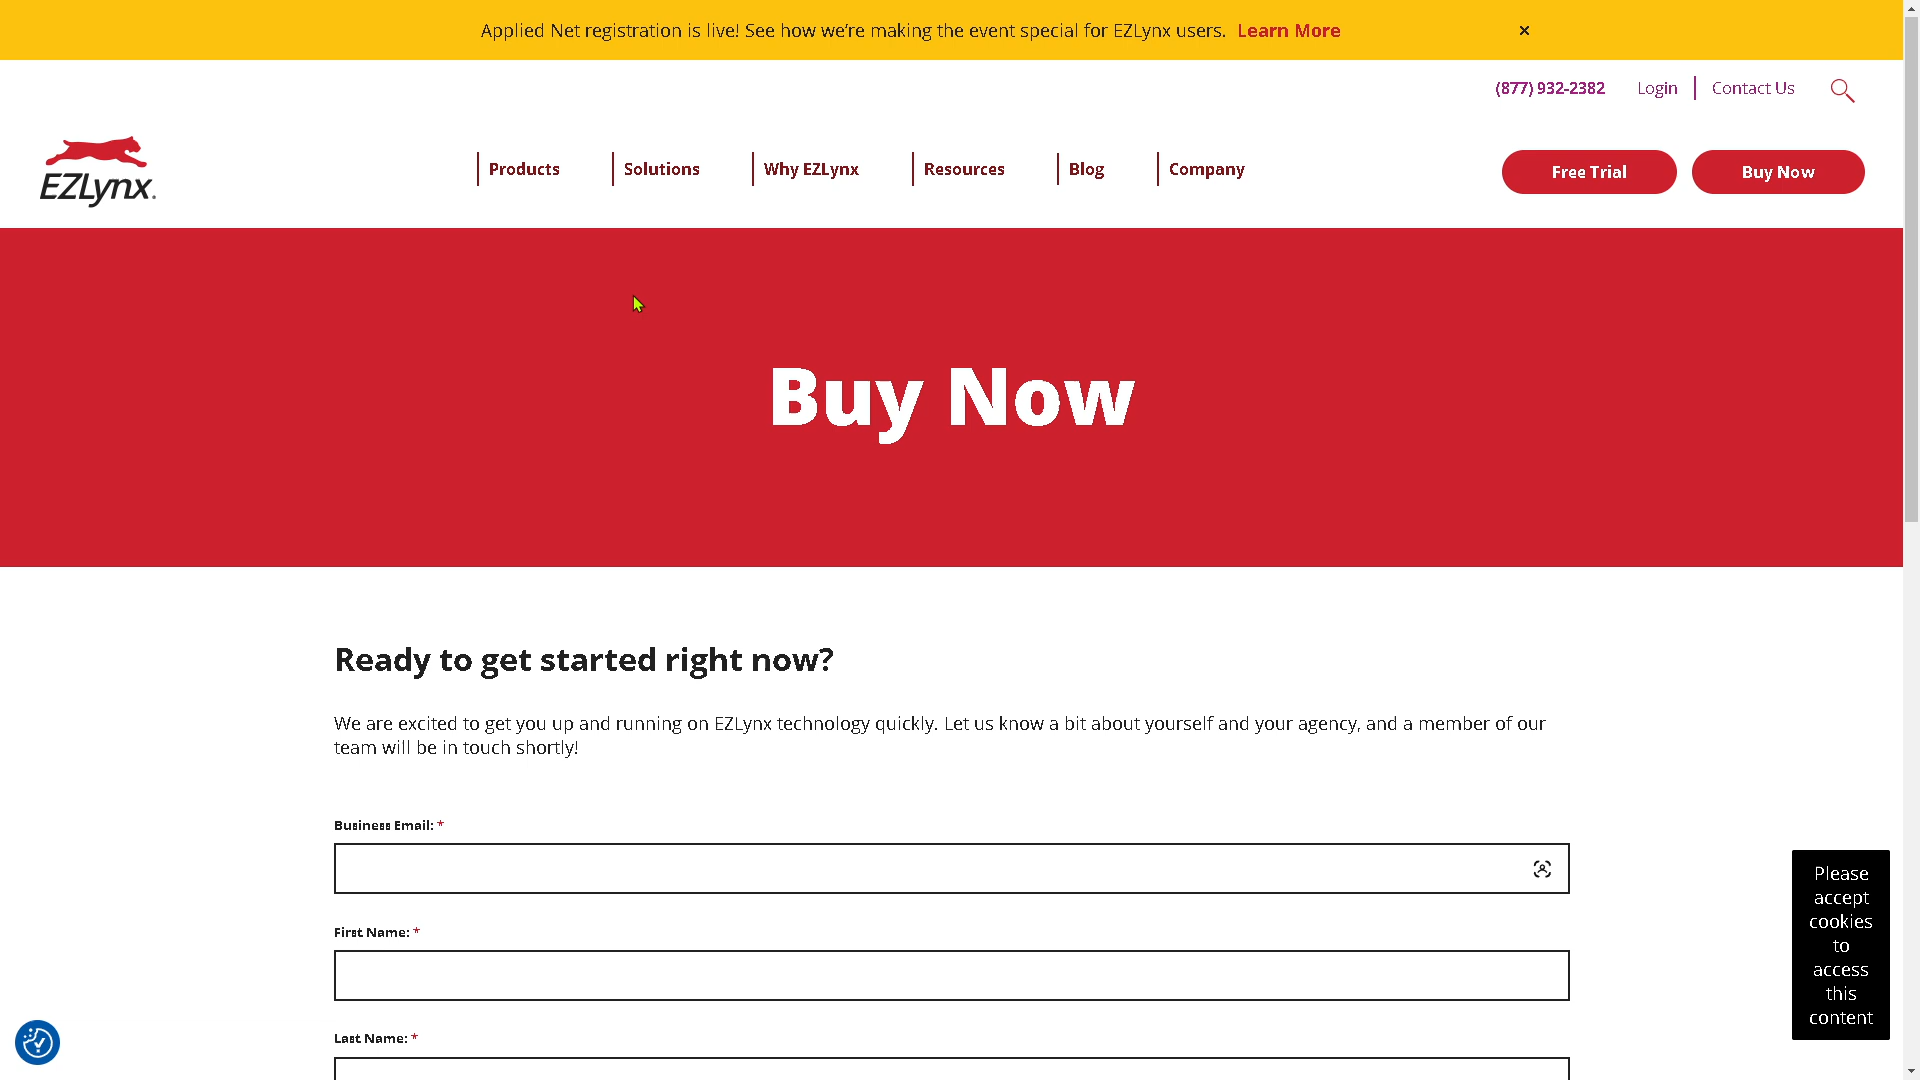 Applied Net registration is live! See how we're making the event special for EZLynx users. Learn More
(877) 932-2382
Login
Contact Us
EZLynx.
Products
Solutions
Why EZLynx
Resources
Blog
Company
Free Trial
Buy Now
Buy Now
Ready to get started right now?
We are excited to get you up and running on EZLynx technology quickly. Let us know a bit about yourself and your agency, and a member of our
team will be in touch shortly!
Business Email: *
First Name: *
Last Name: *
Please
accept
cookies
to
access
this
content